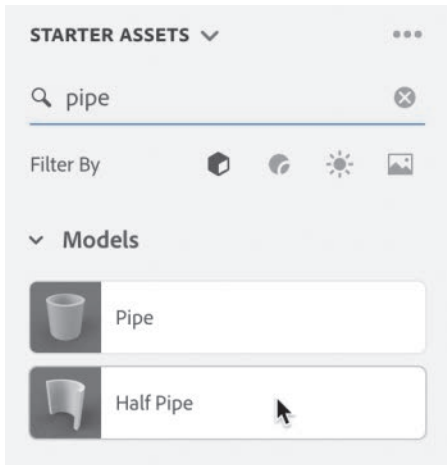 STARTER ASSETS
pipe
Filter By
Models
Pipe
Half Pipe